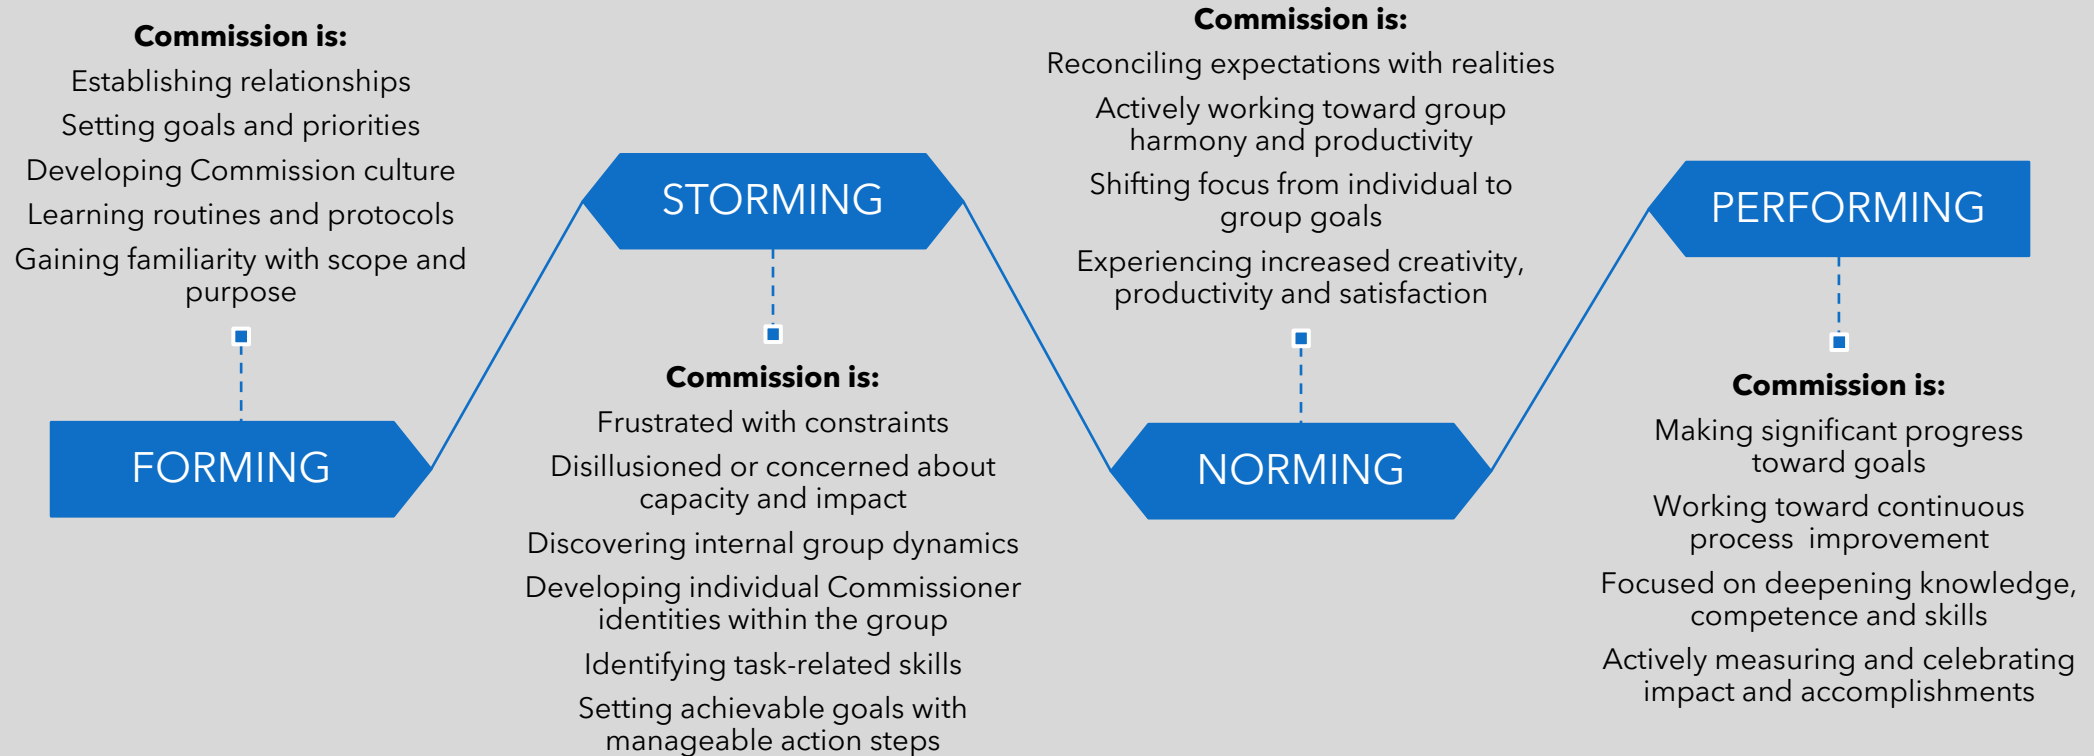 Commission is:
Establishing relationships
Setting goals and priorities
Developing Commission culture
Learning routines and protocols
Gaining familiarity with scope and
purpose
FORMING
STORMING
Commission is:
Frustrated with constraints
Disillusioned or concerned about
capacity and impact
Discovering internal group dynamics
Developing individual Commissioner
identities within the group
Identifying task-related skills
Setting achievable goals with
manageable action steps
Commission is:
Reconciling expectations with realities
Actively working toward group
harmony and productivity
Shifting focus from individual to
group goals
Experiencing increased creativity,
productivity and satisfaction
NORMING
PERFORMING
Commission is:
Making significant progress
toward goals
Working toward continuous
process  improvement
Focused on deepening knowledge,
competence and skills
Actively measuring and celebrating
impact and accomplishments